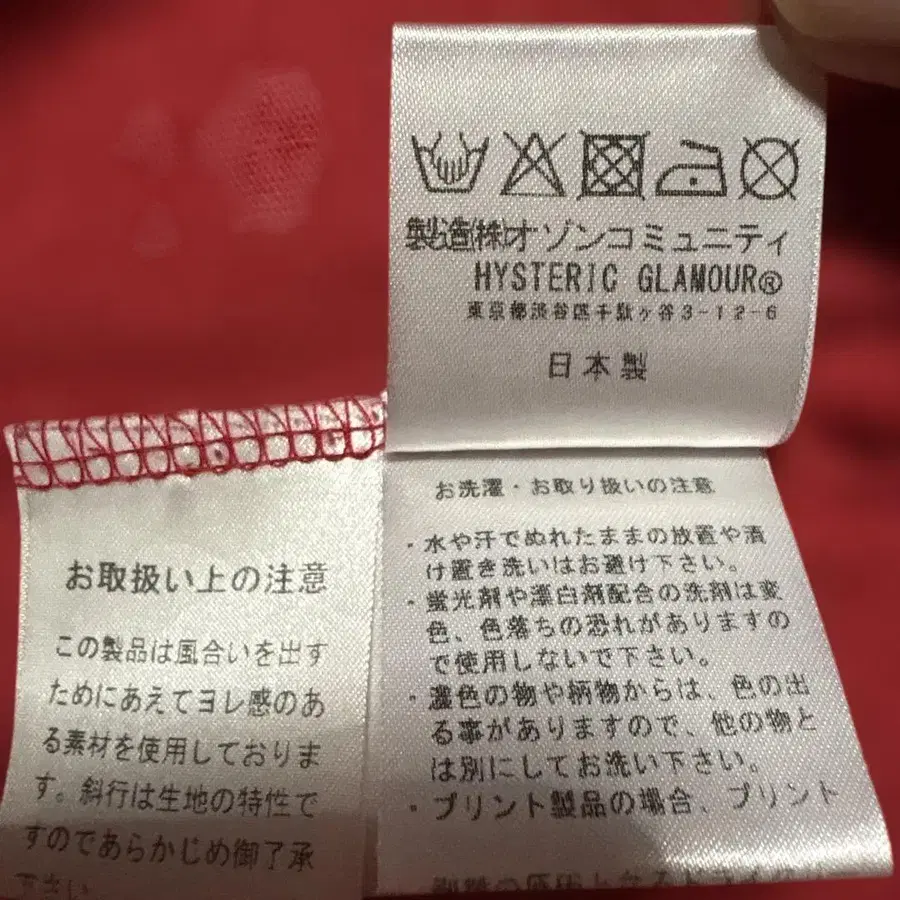 製造(株)オゾンコミュニティ
HYSTERIC GLAMOUR®
東京都渋谷区千駄ヶ谷3-12-6
日本製
お取扱い上の注意
この製品は風合いを出す
ためにあえてヨレ感のあ
る素材を使用しておりま
す。斜行は生地の特性で
すのであらかじめ御了承
下さい
お洗濯・お取り扱いの注意
・水や汗でぬれたままの放置や漬
け置き洗いはお避け下さい。
・蛍光剤や漂白剤配合の洗剤は変
色、色落ちの恐れがありますの
で使用しないで下さい。
・濃色の物や柄物からは、色の出
る事がありますので、他の物と
は別にしてお洗い下さい。
・プリント製品の場合、プリント